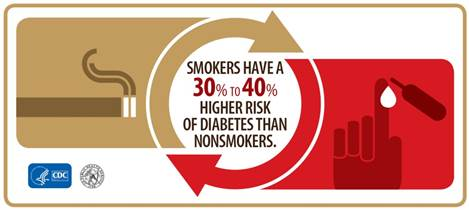 SMOKERS HAVE A
30% TO 40%
HIGHER RISK
OF DIABETES THAN
NONSMOKERS.
CDC